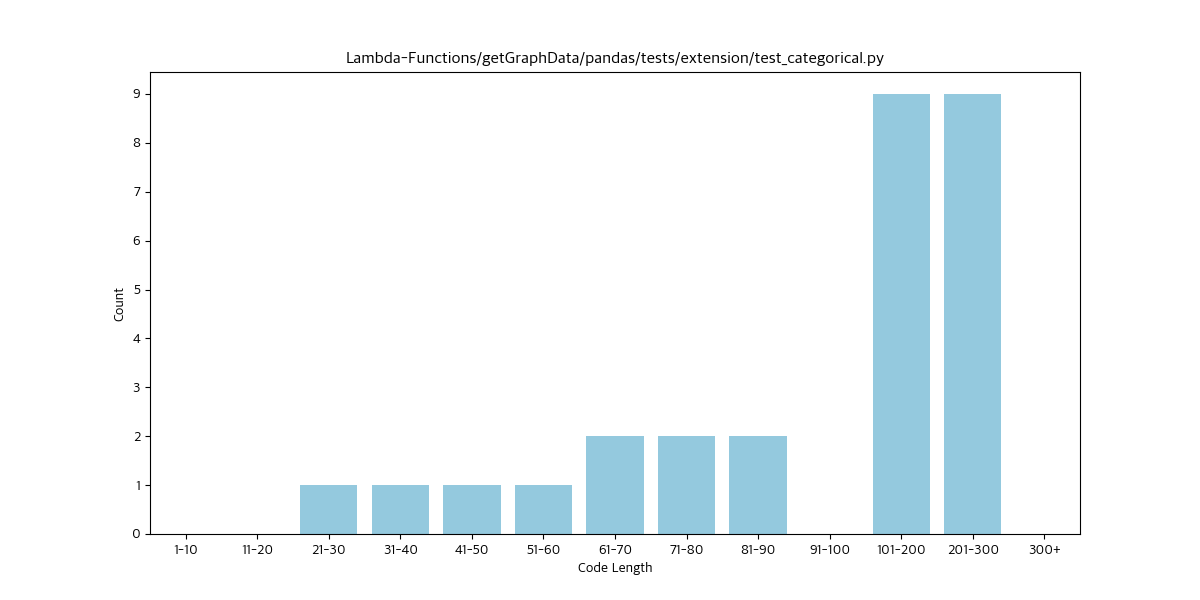 Lambda-Functions/getGraphData/pandas/tests/extension/test_categorical.py
9
8
7
6
5
4
3
2
1
0
Count
1-10 11-20 21-30 31-40 41-50 51-60 61-70 71-80 81-90 91-100 101-200 201-300 300+
Code Length